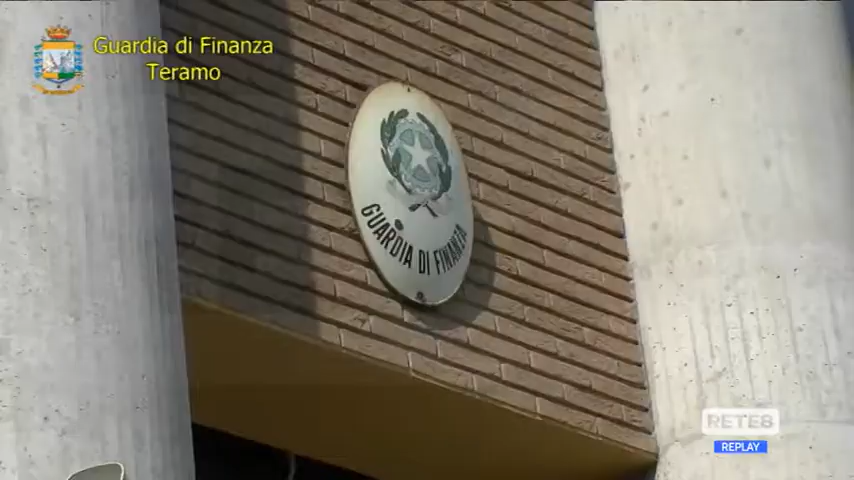 Guardia di Finanza
Teramo
GUARDIA DI FINANZA
RETE8
REPLAY